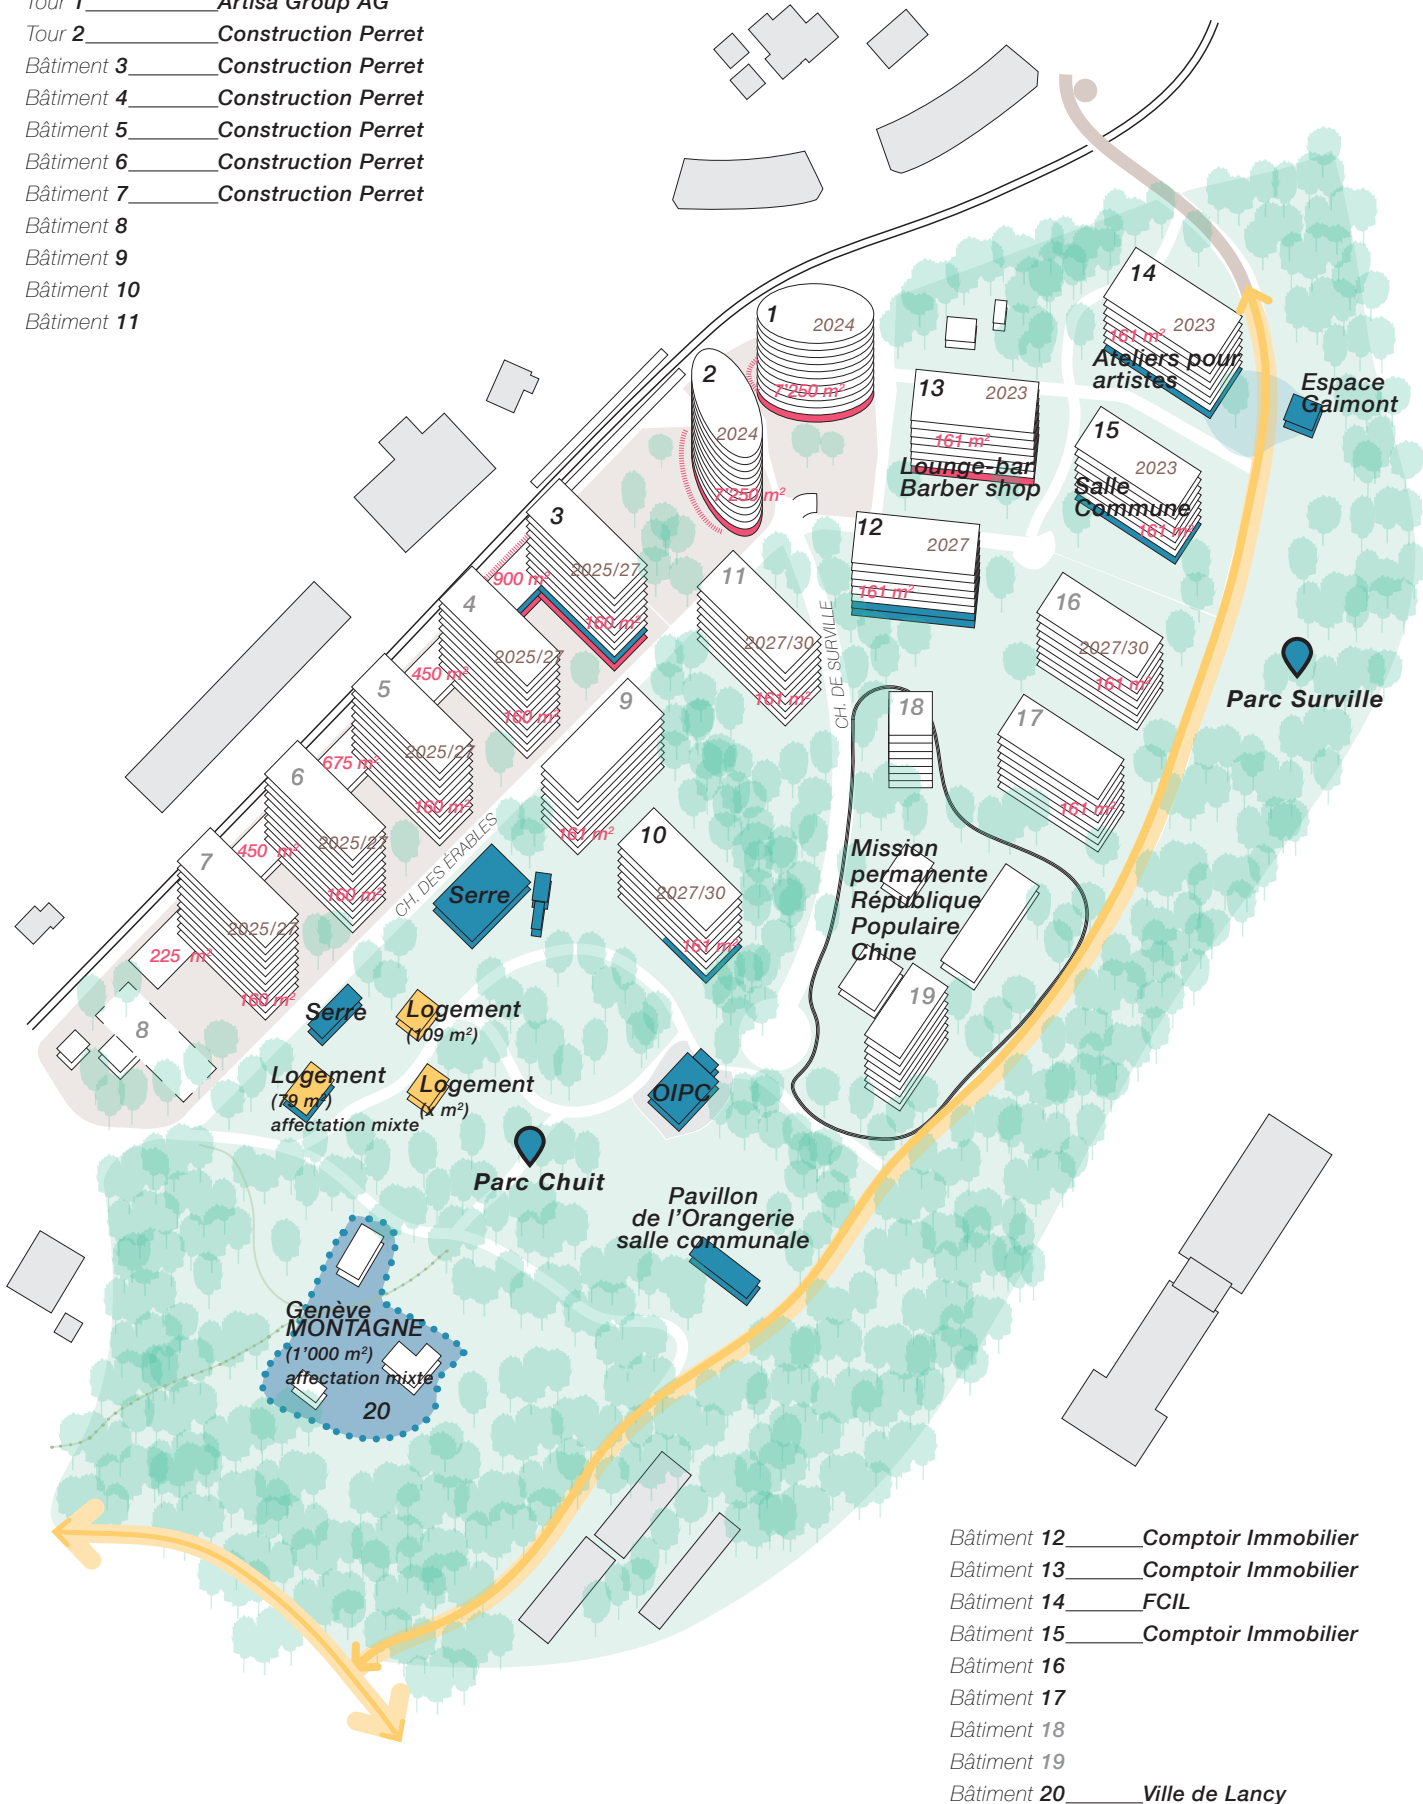 Tour 1 Artisa Group AG
Tour 2 Construction Perret
Bâtiment 3 Construction Perret
Bâtiment 4 Construction Perret
Bâtiment 5 Construction Perret
Bâtiment 6 Construction Perret
Bâtiment 7 Construction Perret
Bâtiment 8
Bâtiment 9
Bâtiment 10
Bâtiment 11
14
2023
161 m²
Ateliers pour
artistes
Espace
Gaimont
1
2024
7'250 m²
2
2024
7'250 m²
13
2023
161 m²
Lounge-bar
Barber shop
15
2023
Salle
Commune
161 m²
3
2025/27
900 m²
160 m²
12
2027
161 m²
4
2025/27
450 m²
160 m²
11
2027/30
161 m²
CH. DE SURVILLE
16
2027/30
161 m²
Parc Surville
5
2025/27
675 m²
160 m²
9
161 m²
18
17
161 m²
6
2025/27
450 m²
160 m²
CH. DES ÉRABLES
10
2027/30
161 m²
Mission
permanente
République
Populaire
Chine
7
2025/27
225 m²
160 m²
Serre
19
8
Serre
Logement
(109 m²)
Logement
(79 m²)
affectation mixte
Logement
(x m²)
OIPC
Parc Chuit
Pavillon
de l'Orangerie
salle communale
Genève
MONTAGNE
(1'000 m²)
affectation mixte
20
Bâtiment 12 Comptoir Immobilier
Bâtiment 13 Comptoir Immobilier
Bâtiment 14 FCIL
Bâtiment 15 Comptoir Immobilier
Bâtiment 16
Bâtiment 17
Bâtiment 18
Bâtiment 19
Bâtiment 20 Ville de Lancy